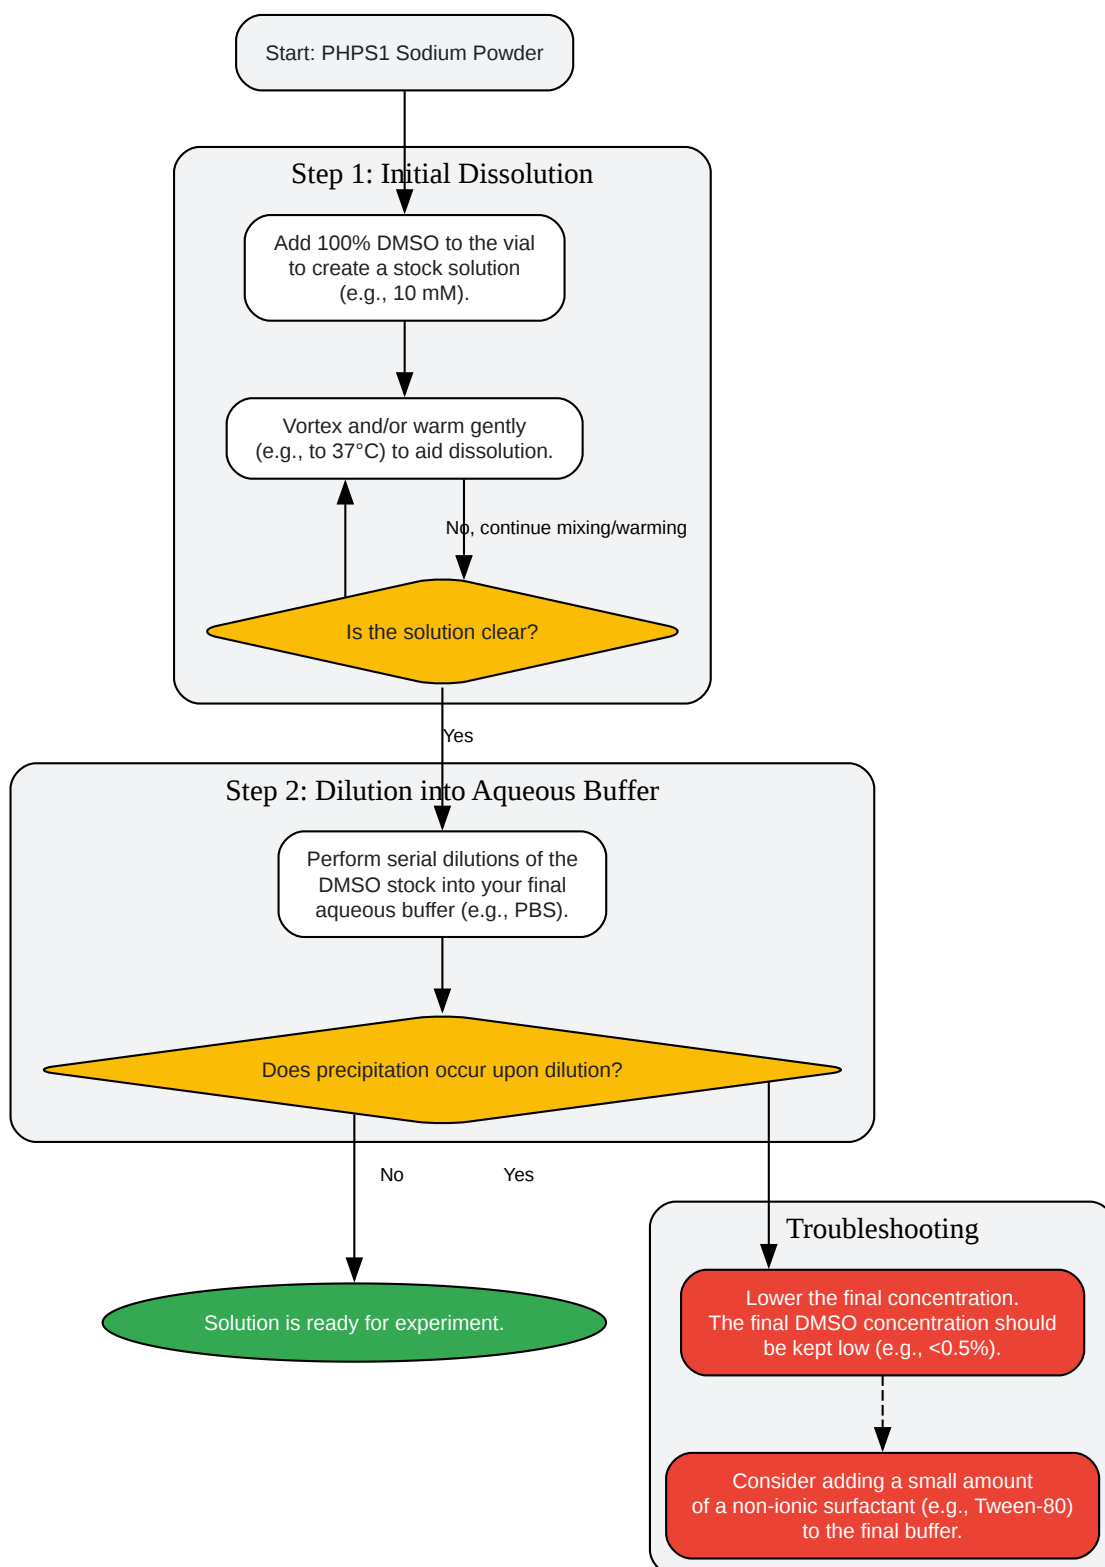 Start: PHPS1 Sodium Powder
Step 1: Initial Dissolution
Add 100% DMSO to the vial
to create a stock solution
(e.g., 10 mM).
Vortex and/or warm gently
(e.g., to 37°C) to aid dissolution.
No, continue mixing/warming
Is the solution clear?
Yes
Step 2: Dilution into Aqueous Buffer
Perform serial dilutions of the
DMSO stock into your final
aqueous buffer (e.g., PBS).
Does precipitation occur upon dilution?
No
Yes
Troubleshooting
Solution is ready for experiment.
Lower the final concentration.
The final DMSO concentration should
be kept low (e.g., <0.5%).
Consider adding a small amount
of a non-ionic surfactant (e.g., Tween-80)
to the final buffer.